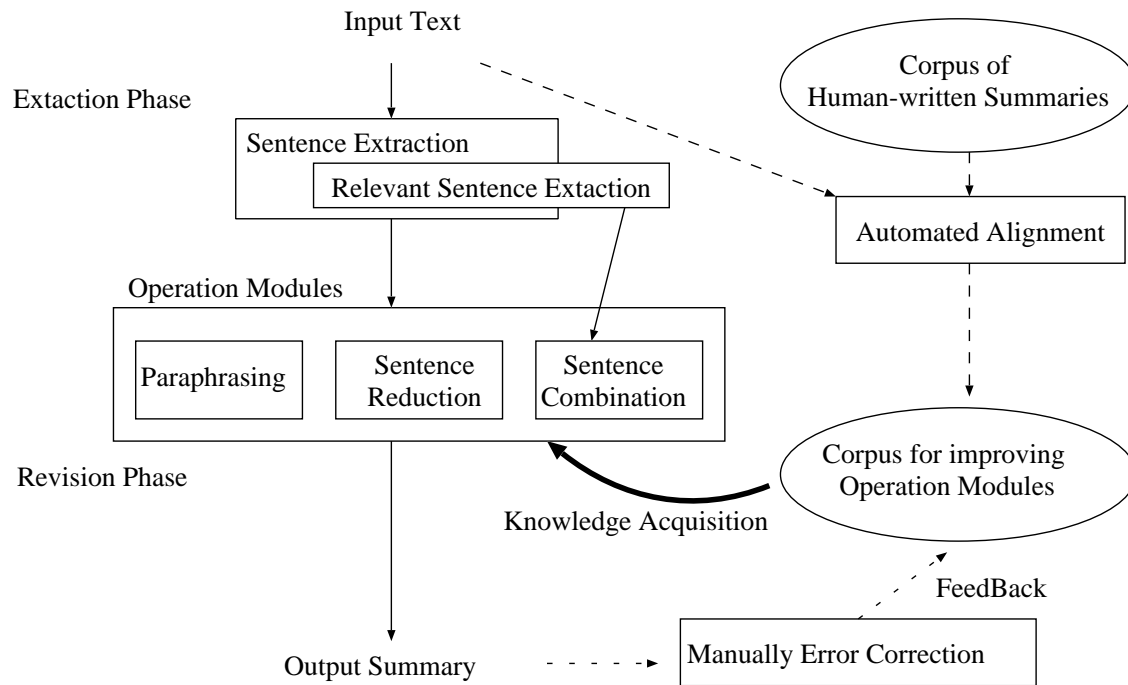 Input Text
Extaction Phase
Sentence Extraction
Relevant Sentence Extaction
Operation Modules
Paraphrasing
Sentence
Reduction
Sentence
Combination
Revision Phase
Knowledge Acquisition
Output Summary
Corpus of
Human-written Summaries
Automated Alignment
Corpus for improving
Operation Modules
FeedBack
Manually Error Correction